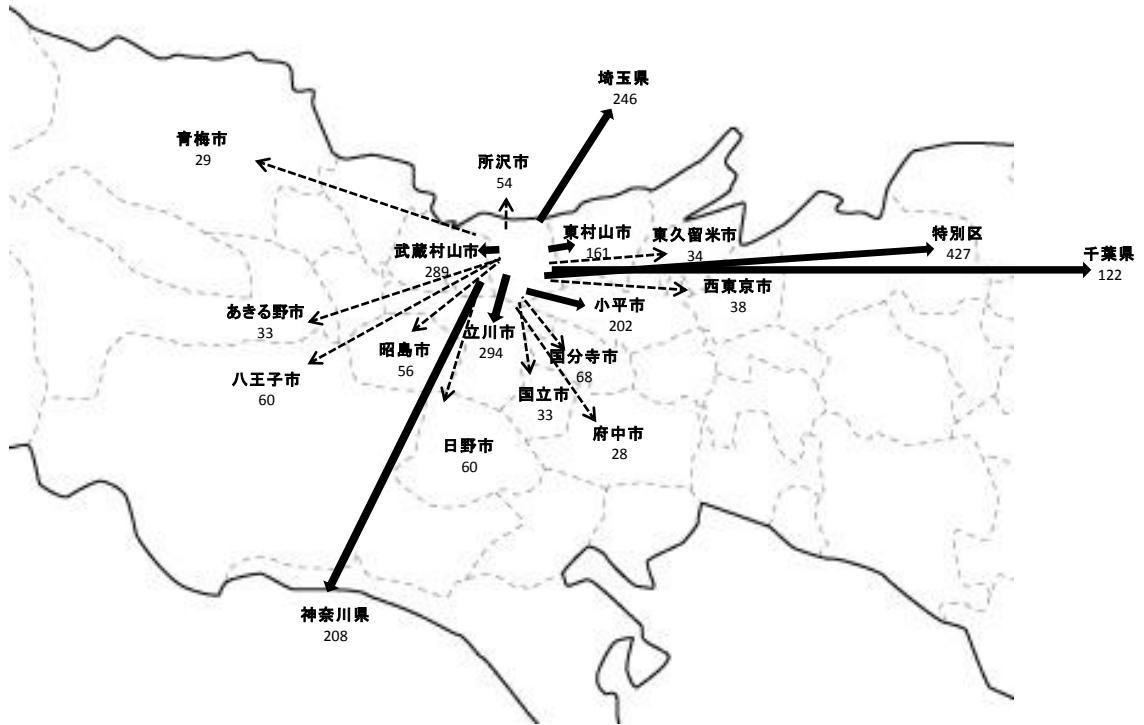 埼玉県
246
青梅市
29
所沢市
54
武蔵村山市
289
東村山市
161
東久留米市
34
特別区
427
千葉県
122
西東京市
38
小平市
202
あきる野市
33
八王子市
60
昭島市
56
立川市
294
国分寺市
68
国立市
33
府中市
28
日野市
60
神奈川県
208